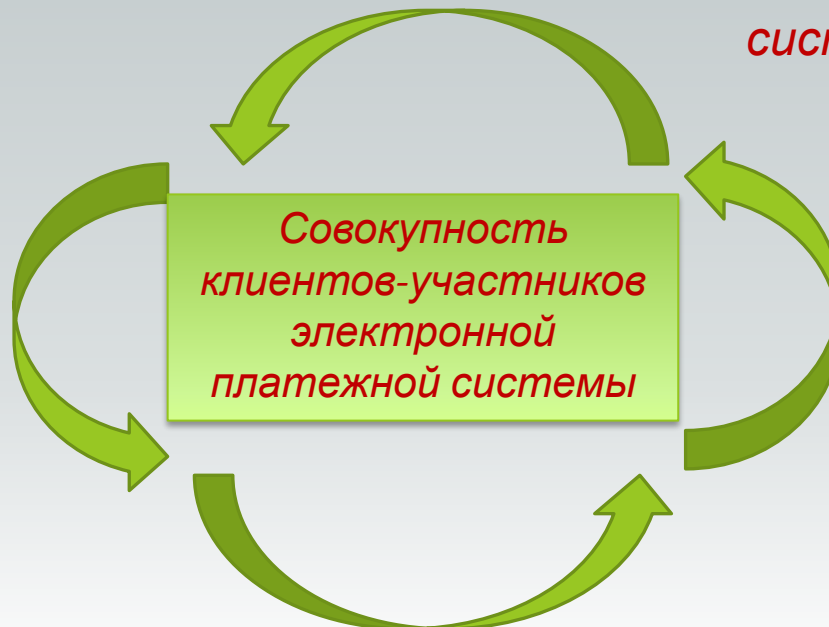 Совокупность
клиентов-участников
электронной
платежной системы